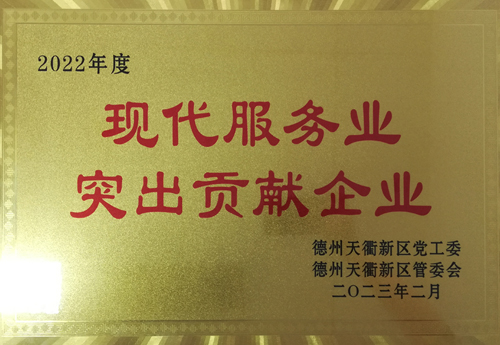 2022年度
现代服务业
突出贡献企业
德州天衢新区党工委
德州天衢新区管委会
二〇二三年二月